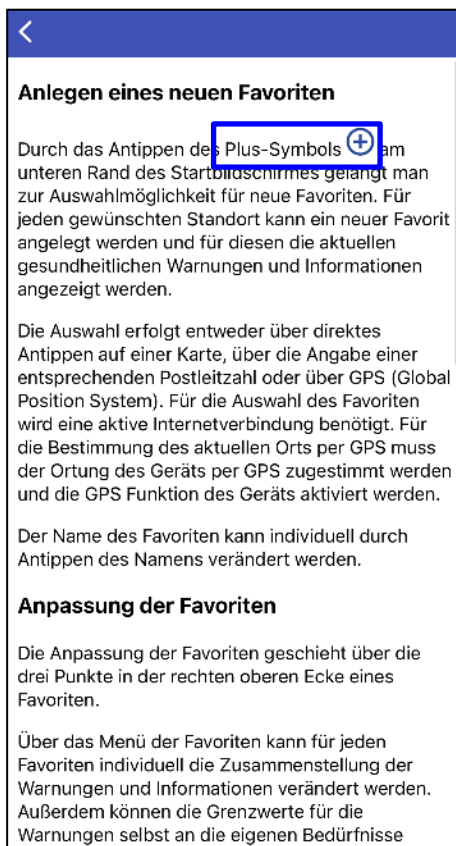 Anlegen eines neuen Favoriten
Durch das Antippen des Plus-Symbols am
unteren Rand des Startbildschirmes gelangt man
zur Auswahlmöglichkeit für neue Favoriten. Für
jeden gewünschten Standort kann ein neuer Favorit
angelegt werden und für diesen die aktuellen
gesundheitlichen Warnungen und Informationen
angezeigt werden.
Die Auswahl erfolgt entweder über direktes
Antippen auf einer Karte, über die Angabe einer
entsprechenden Postleitzahl oder über GPS (Global
Position System). Für die Auswahl des Favoriten
wird eine aktive Internetverbindung benötigt. Für
die Bestimmung des aktuellen Orts per GPS muss
der Ortung des Geräts per GPS zugestimmt werden
und die GPS Funktion des Geräts aktiviert werden.
Der Name des Favoriten kann individuell durch
Antippen des Namens verändert werden.
Anpassung der Favoriten
Die Anpassung der Favoriten geschieht über die
drei Punkte in der rechten oberen Ecke eines
Favoriten.
Über das Menü der Favoriten kann für jeden
Favoriten individuell die Zusammenstellung der
Warnungen und Informationen verändert werden.
Außerdem können die Grenzwerte für die
Warnungen selbst an die eigenen Bedürfnisse